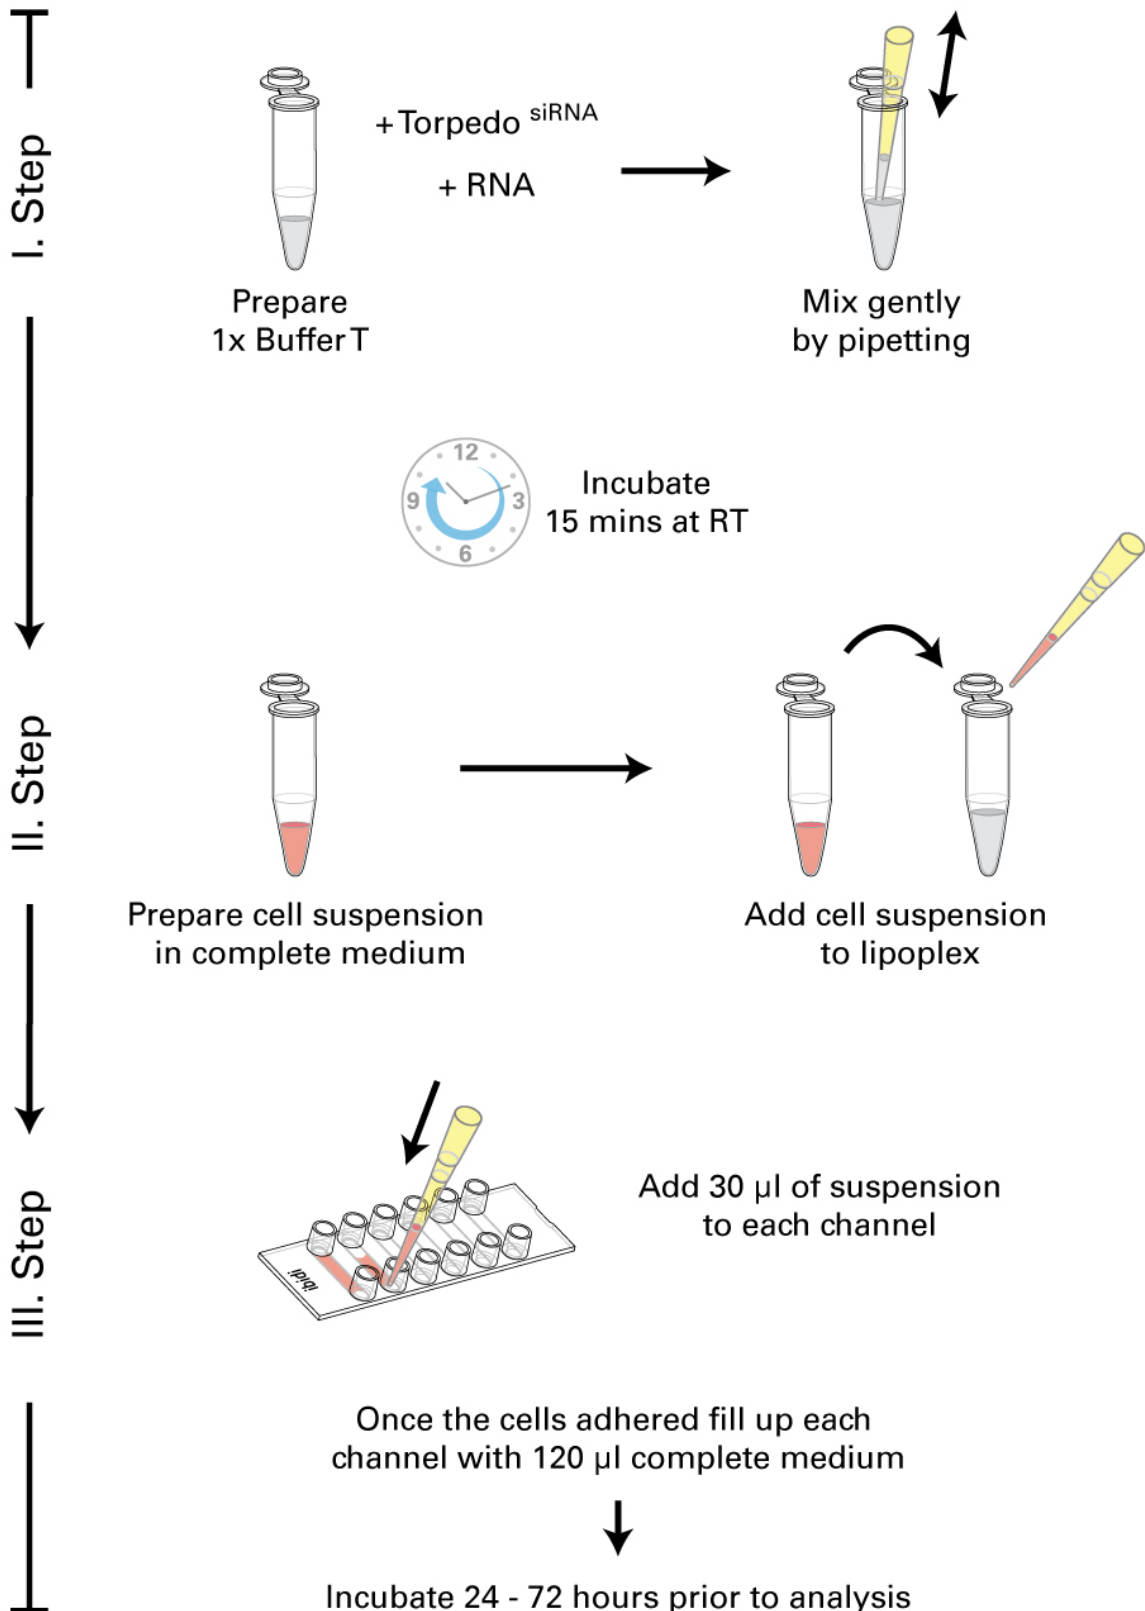 I. Step
+ Torpedo siRNA
+ RNA
Prepare
1x Buffer T
Mix gently
by pipetting
12
9
3
6
Incubate
15 mins at RT
II. Step
Prepare cell suspension
in complete medium
Add cell suspension
to lipoplex
III. Step
ibidi
Add 30 µl of suspension
to each channel
Once the cells adhered fill up each
channel with 120 µl complete medium
Incubate 24 - 72 hours prior to analysis